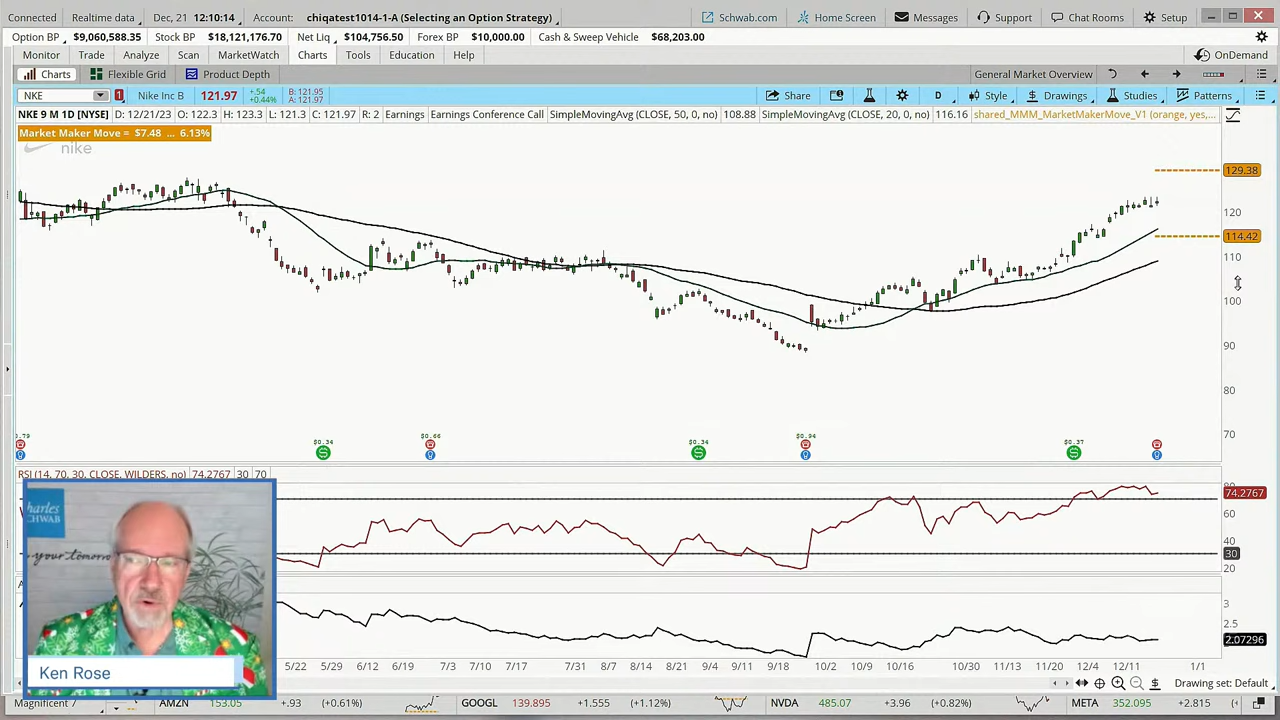 Connected Realtime data Dec, 21 12:10:14 Account: chiqatest1014-1-A (Selecting an Option Strategy) Schwab.com Home Screen Messages Support Chat Rooms Setup
Option BP $9,060,588.35 Stock BP $18,121,176.70 Net Liq $104,756.50 Forex BP $10,000.00 Cash & Sweep Vehicle $68,203.00
Monitor Trade Analyze Scan MarketWatch Charts Tools Education Help OnDemand
Charts Flexible Grid Product Depth General Market Overview
NKE 1 Nike Inc B 121.97 +.54 +0.44% B: 121.95 A: 121.97 Share D Style Drawings Studies Patterns
NKE 9 M 1D [NYSE] D: 12/21/23 O: 122.3 H: 123.3 L: 121.3 C: 121.97 R: 2 Earnings Earnings Conference Call SimpleMovingAvg (CLOSE, 50, 0, no) 108.88 SimpleMovingAvg (CLOSE, 20, 0, no) 116.16 shared_MMM_MarketMakerMove_V1 (orange, yes,...
Market Maker Move = $7.48 ... 6.13%
nike
129.38
120
114.42
110
100
90
80
70
$0.34 $0.66 $0.34 $0.94 $0.37
RSI (14, 70, 30, CLOSE, WILDERS, no) 74.2767 30 70
74.2767
60
40
30
20
charles
SCHWAB
your tomorrow
3
2.5
2.07296
Ken Rose
5/22 5/29 6/12 6/19 7/3 7/10 7/17 7/31 8/7 8/14 8/21 9/4 9/11 9/18 10/2 10/9 10/16 10/30 11/13 11/20 12/4 12/11 1/1
Drawing set: Default
Magnificent 7 AMZN 153.05 +.93 (+0.61%) GOOGL 139.895 +1.555 (+1.12%) NVDA 485.07 +3.96 (+0.82%) META 352.095 +2.815